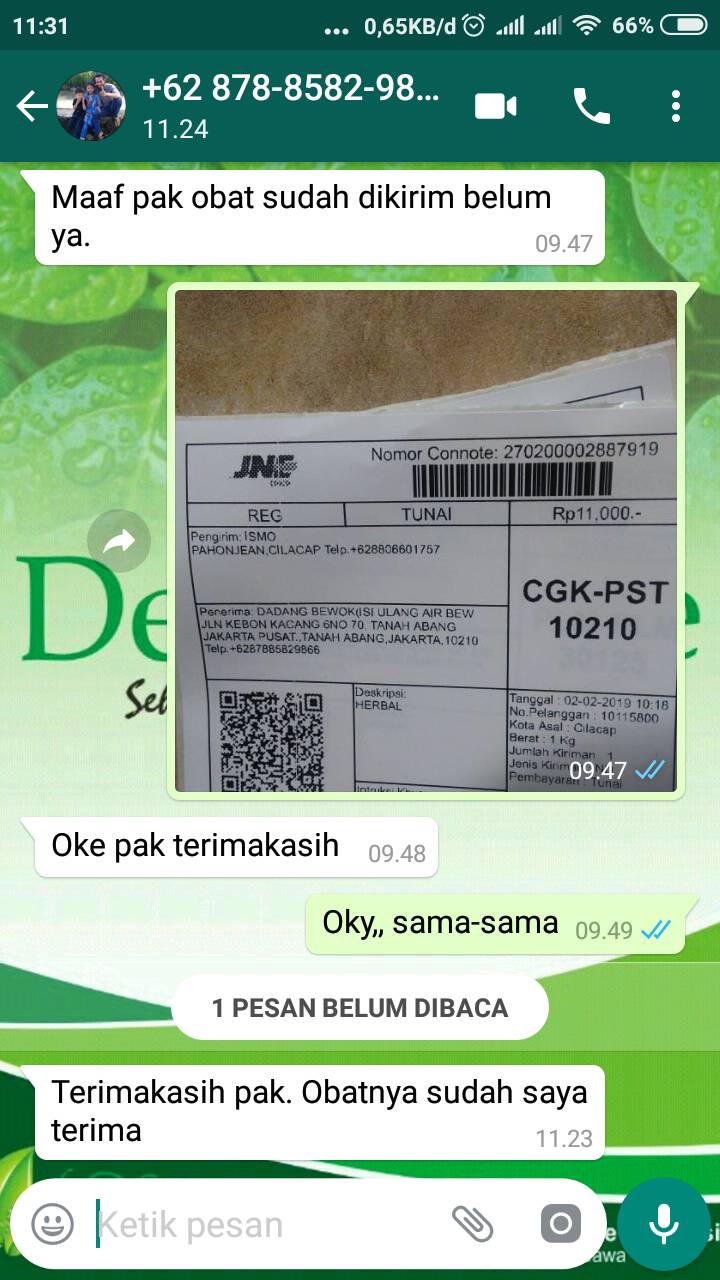 11:31
... 0,65KB/d 66%
+62 878-8582-98...
11.24
Maaf pak obat sudah dikirim belum
ya.
09.47
JNE
Nomor Connote: 270200002887919
REG TUNAI Rp11,000.-
Pengirim: ISMO
PAHONJEAN,CILACAP Telp.+628806601757
CGK-PST
10210
Penerima: DADANG BEWOK(ISI ULANG AIR BEW
JLN KEBON KACANG 6NO 70. TANAH ABANG
JAKARTA PUSAT.,TANAH ABANG,JAKARTA,10210
Telp.+6287885829866
Deskripsi:
HERBAL
Tanggal : 02-02-2019 10:18
No.Pelanggan : 10115800
Kota Asal : Cilacap
Berat : 1 Kg
Jumlah Kiriman 1
Jenis Kirim
Pembayaran : Tunai
09.47
De
Oke pak terimakasih 09.48
Oky,, sama-sama 09.49
1 PESAN BELUM DIBACA
Terimakasih pak. Obatnya sudah saya
terima
11.23
Ketik pesan